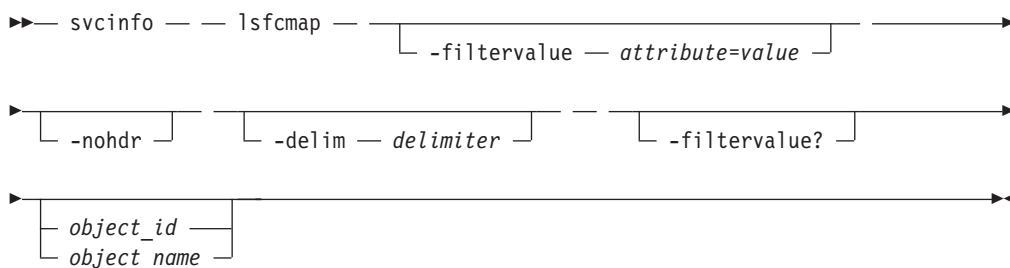 svcinfo lsfcmap
-filtervalue attribute=value
-nohdr -delim delimiter -filtervalue?
object_id
object name